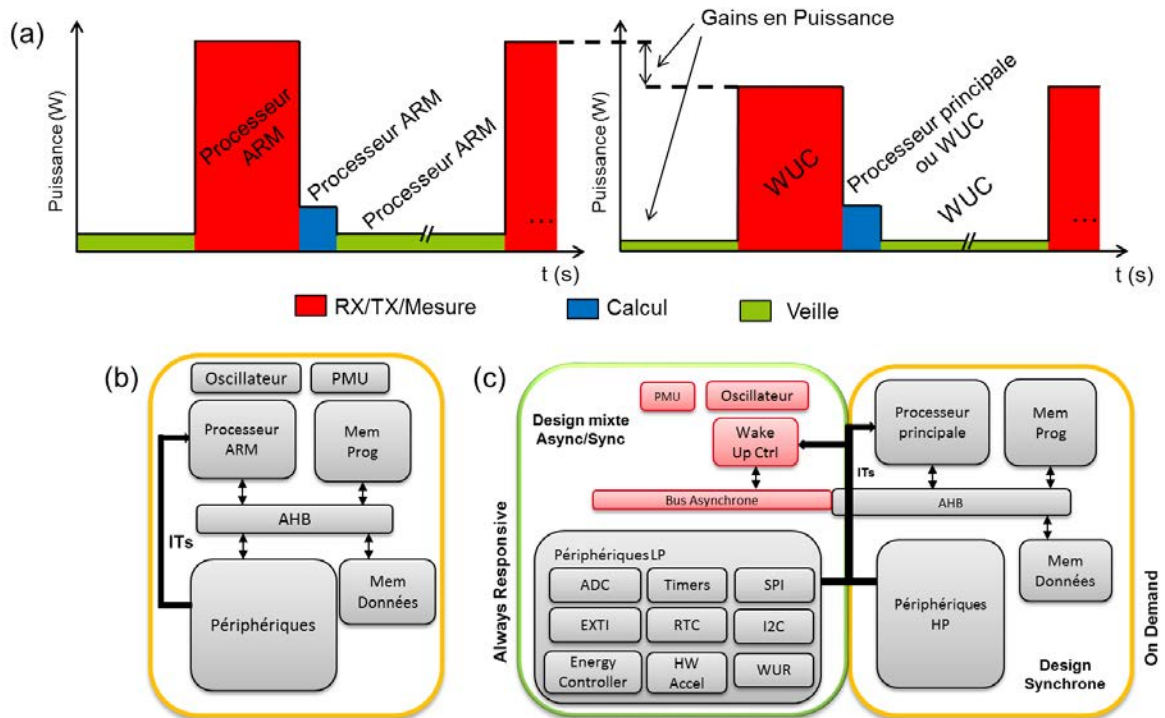 (a)
Gains en Puissance
Puissance (W)
Processeur
ARM
Processeur ARM
Processeur ARM
...
t (s)
Puissance (W)
WUC
Processeur principale
ou WUC
WUC
...
t (s)
RX/TX/Mesure
Calcul
Veille
(b)
Oscillateur
PMU
Processeur
ARM
Mem
Prog
AHB
ITs
Périphériques
Mem
Données
(c)
Always Responsive
Design mixte
Async/Sync
PMU
Oscillateur
Wake
Up Ctrl
Bus Asynchrone
Périphériques LP
ADC
Timers
SPI
EXTI
RTC
I2C
Energy
Controller
HW
Accel
WUR
ITs
Processeur
principale
Mem
Prog
AHB
Périphériques
HP
Mem
Données
Design
Synchrone
On Demand